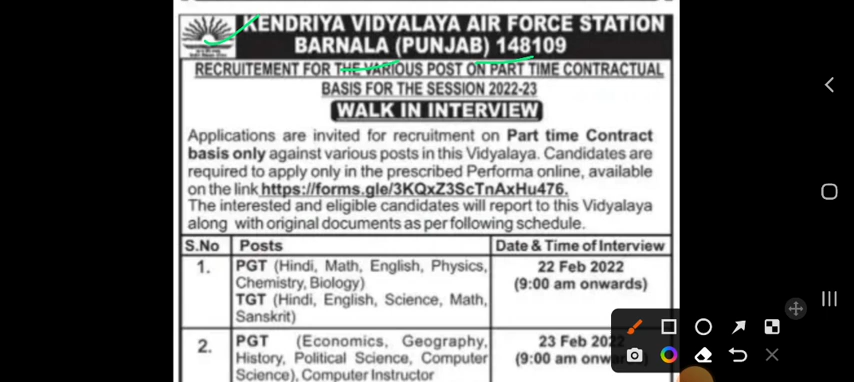 KENDRIYA VIDYALAYA AIR FORCE STATION
BARNALA (PUNJAB) 148109
RECRUITEMENT FOR THE VARIOUS POST ON PART TIME CONTRACTUAL
BASIS FOR THE SESSION 2022-23
WALK IN INTERVIEW
Applications are invited for recruitment on Part time Contract
basis only against various posts in this Vidyalaya. Candidates are
required to apply only in the prescribed Performa online, available
on the link https://forms.gle/3KQxZ3ScTnAxHu476.
The interested and eligible candidates will report to this Vidyalaya
along with original documents as per following schedule.
S.No Posts Date & Time of Interview
1. PGT (Hindi, Math, English, Physics, 22 Feb 2022
Chemistry, Biology) (9:00 am onwards)
TGT (Hindi, English, Science, Math,
Sanskrit)
2. PGT (Economics, Geography, 23 Feb 2022
History, Political Science, Computer (9:00 am
Science), Computer Instructor